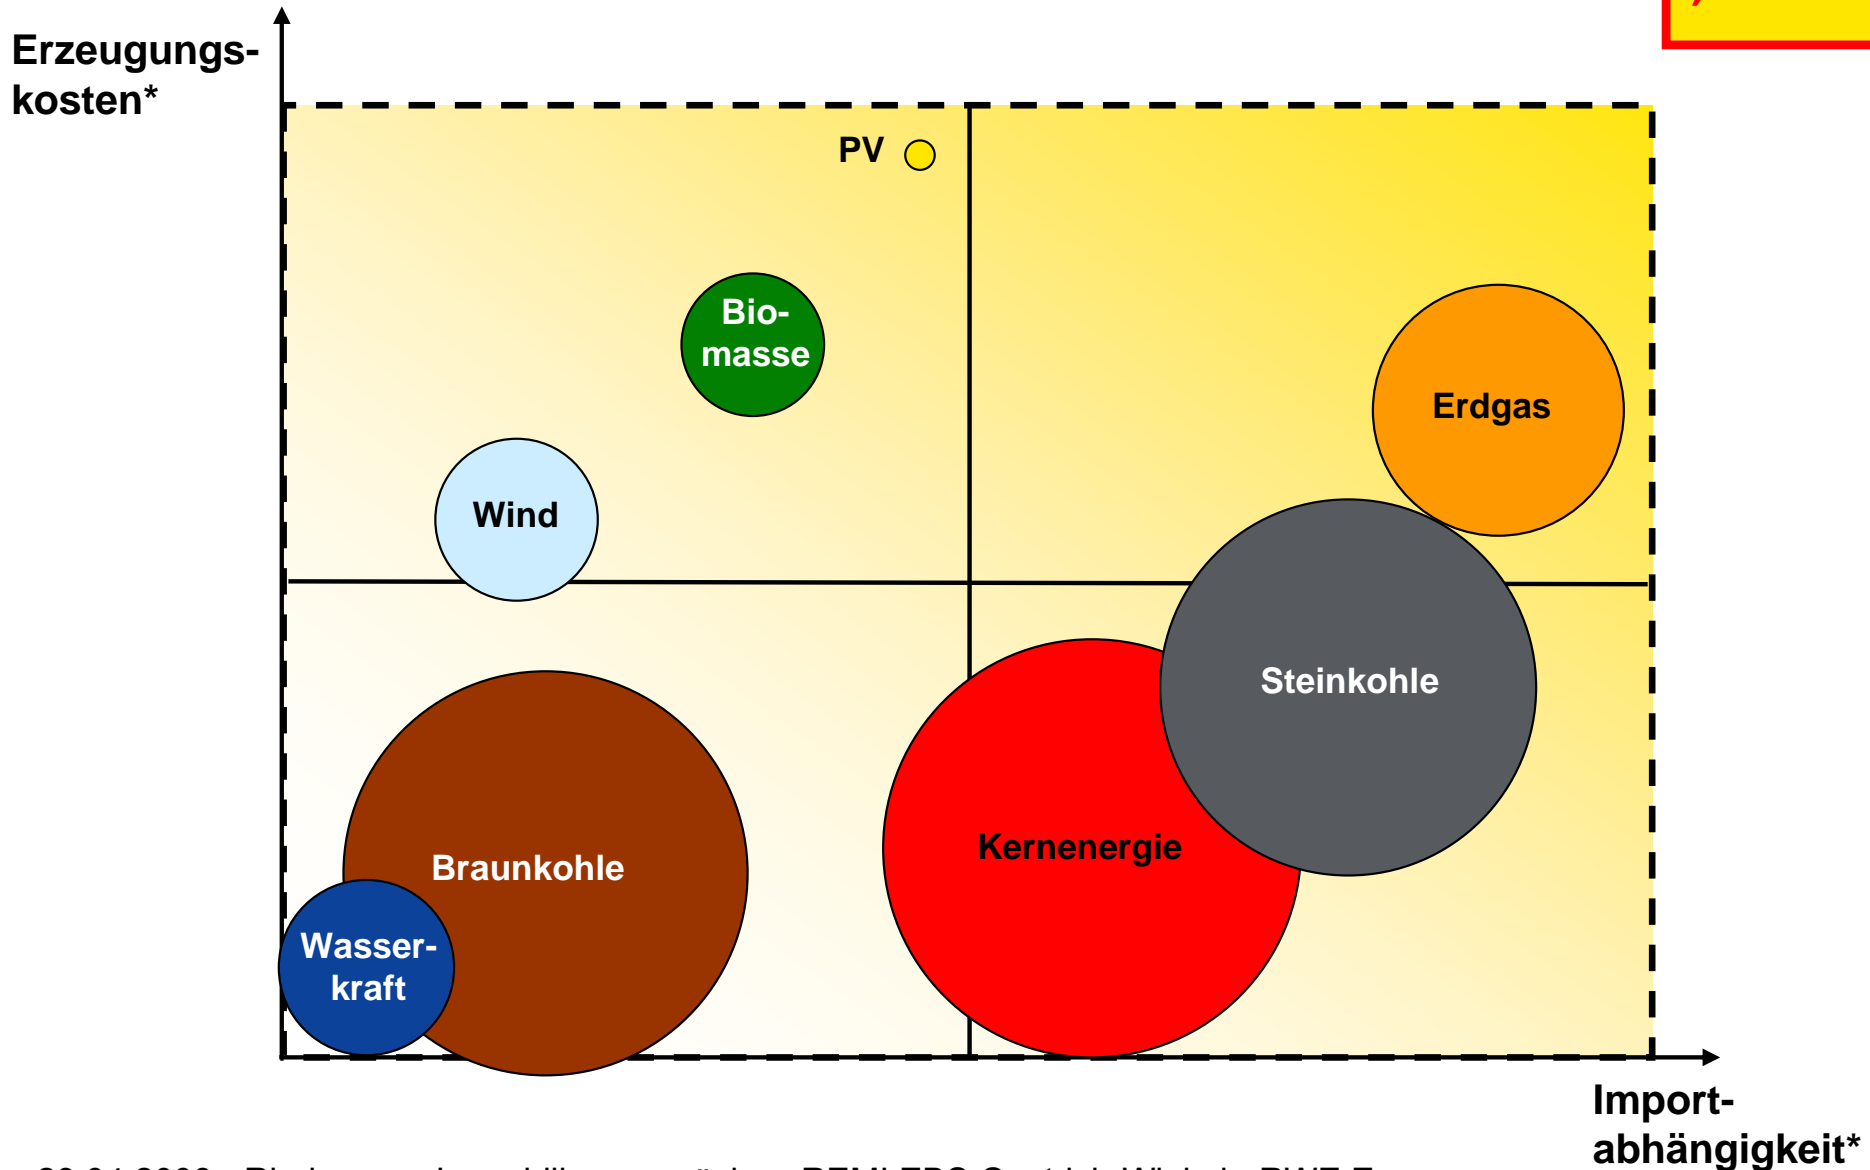 Erzeugungs-
kosten*
PV
Bio-
masse
Erdgas
Wind
Steinkohle
Kernenergie
Braunkohle
Wasser-
kraft
Import-
abhängigkeit*